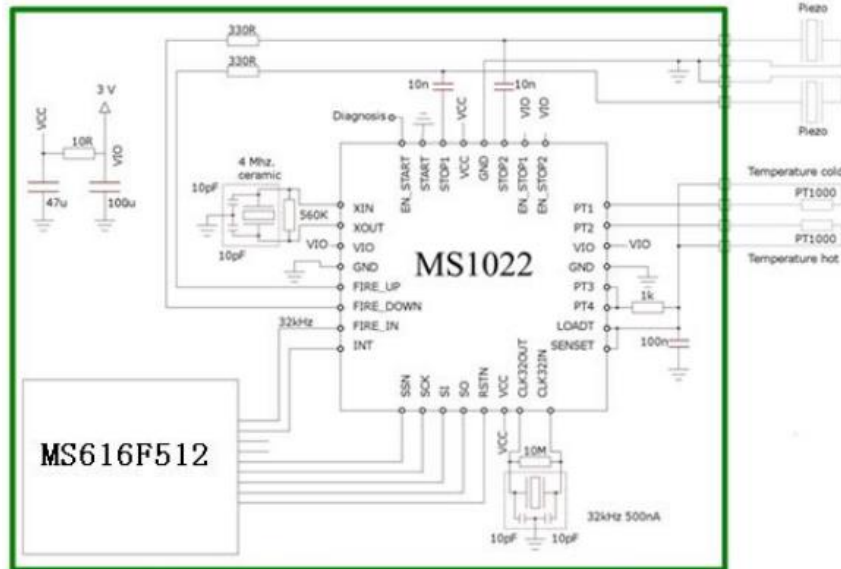 330R
Piezo
330R
10n
10n
VCC
3 V
10R
VIO
47u
100u
Diagnosis
VCC
VIO
VIO
Piezo
EN_START
START
STOP1
VCC
GND
STOP2
EN_STOP1
EN_STOP2
4 Mhz.
ceramic
10pF
560K
10pF
VIO
XIN
XOUT
VIO
GND
FIRE_UP
FIRE_DOWN
FIRE_IN
INT
32kHz
MS1022
PT1
PT2
VIO
GND
PT3
PT4
LOADT
SENSET
VIO
1k
100n
Temperature cold
PT1000
PT1000
Temperature hot
SSN
SCK
SI
SO
RSTN
VCC
CLK32OUT
CLK32IN
VCC
10M
10pF
10pF
32kHz 500nA
MS616F512